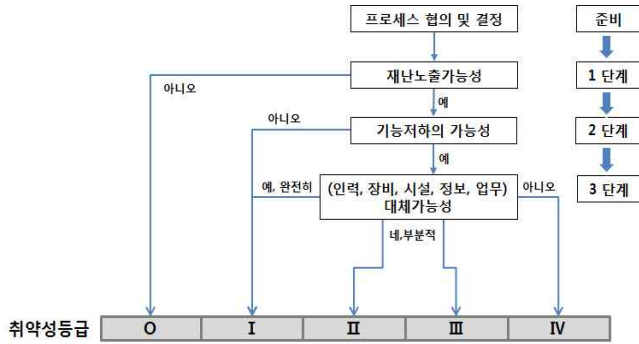 프로세스 협의 및 결정
준비
재난노출가능성
1 단계
아니오
예
아니오
기능저하의 가능성
2 단계
예
예, 완전히
(인력, 장비, 시설, 정보, 업무)
대체가능성
아니오
3 단계
네,부분적
취약성등급
O
I
II
III
IV